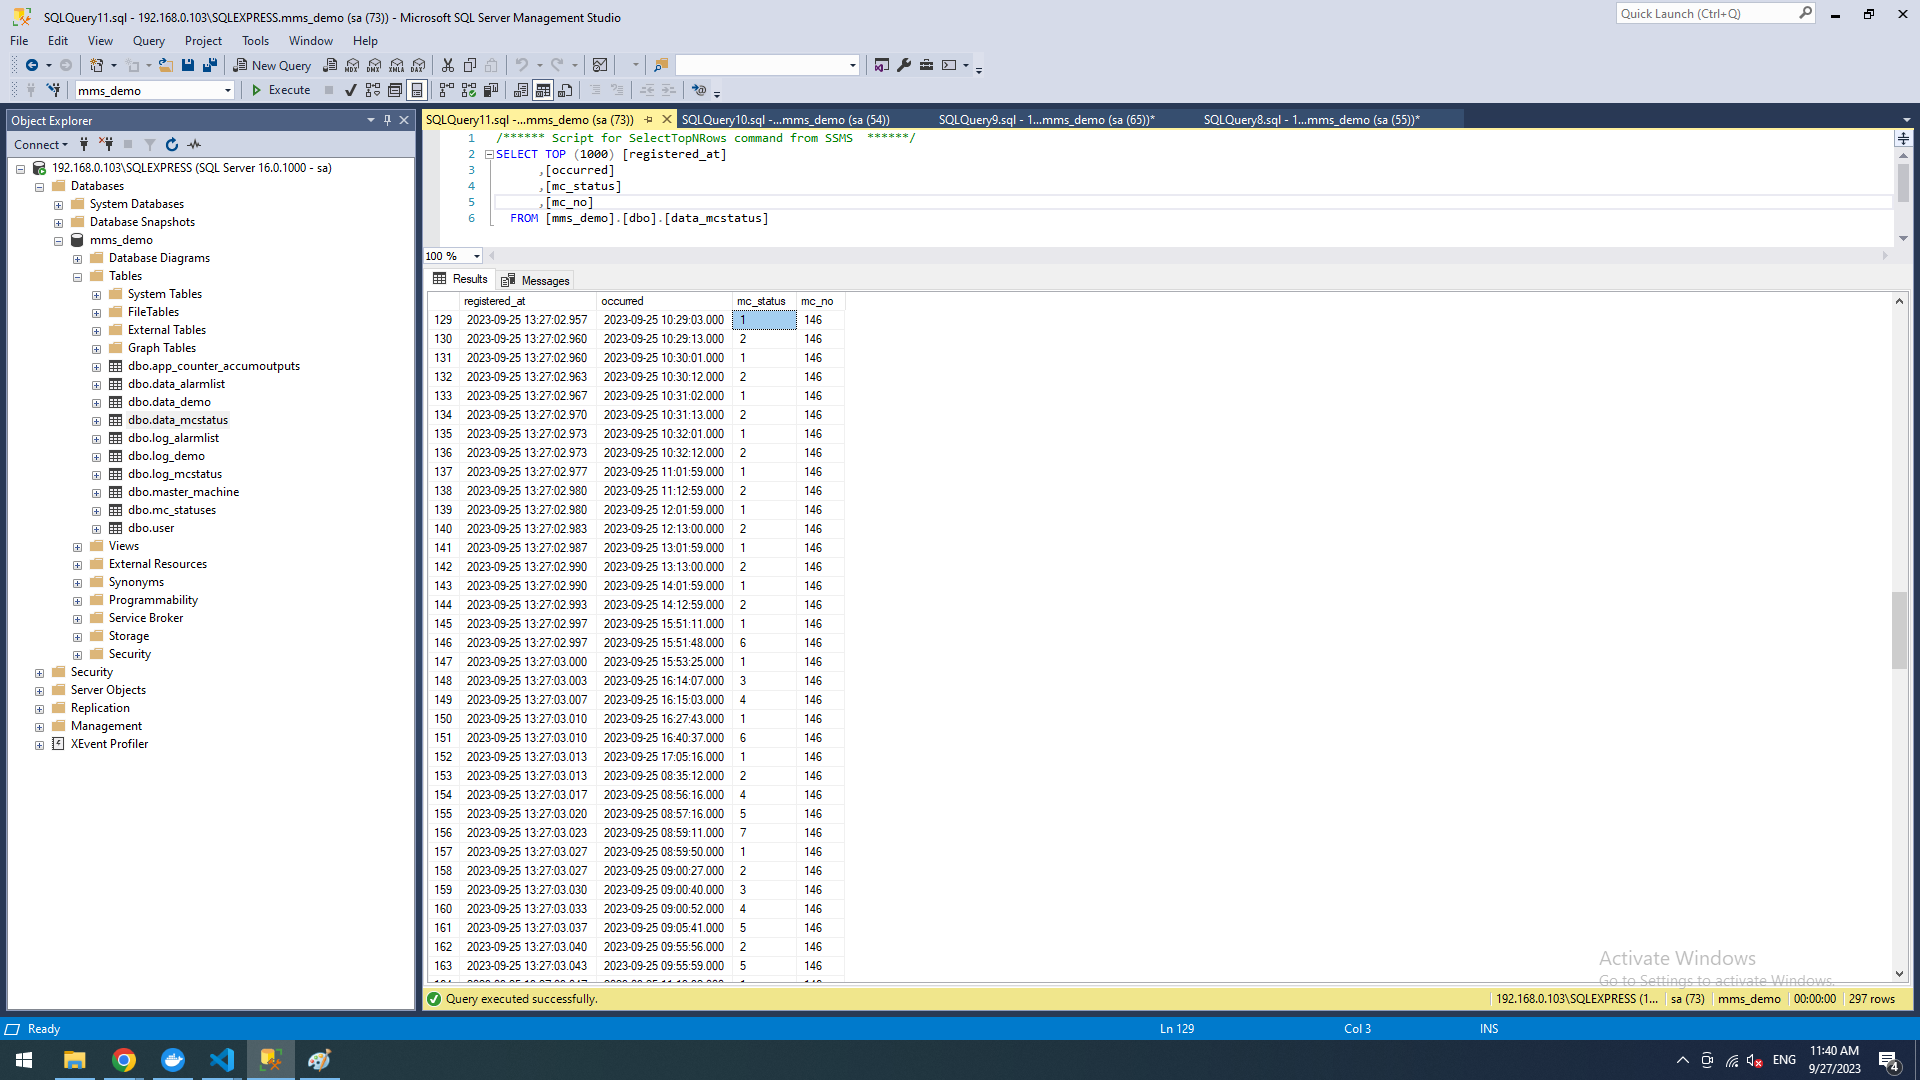 SQLQuery11.sql - 192.168.0.103\SQLEXPRESS.mms_demo (sa (73)) - Microsoft SQL Server Management Studio
Quick Launch (Ctrl+Q)
File Edit View Query Project Tools Window Help
New Query
mms_demo
Execute
Object Explorer
Connect
192.168.0.103\SQLEXPRESS (SQL Server 16.0.1000 - sa)
Databases
System Databases
Database Snapshots
mms_demo
Database Diagrams
Tables
System Tables
FileTables
External Tables
Graph Tables
dbo.app_counter_accumoutputs
dbo.data_alarmlist
dbo.data_demo
dbo.data_mcstatus
dbo.log_alarmlist
dbo.log_demo
dbo.log_mcstatus
dbo.master_machine
dbo.mc_statuses
dbo.user
Views
External Resources
Synonyms
Programmability
Service Broker
Storage
Security
Security
Server Objects
Replication
Management
XEvent Profiler
SQLQuery11.sql -...mms_demo (sa (73)) SQLQuery10.sql -...mms_demo (sa (54)) SQLQuery9.sql - 1...mms_demo (sa (65))* SQLQuery8.sql - 1...mms_demo (sa (55))*
1 /****** Script for SelectTopNRows command from SSMS ******/
2 SELECT TOP (1000) [registered_at]
3 ,[occurred]
4 ,[mc_status]
5 ,[mc_no]
6 FROM [mms_demo].[dbo].[data_mcstatus]
100 %
Results Messages
registered_at occurred mc_status mc_no
129 2023-09-25 13:27:02.957 2023-09-25 10:29:03.000 1 146
130 2023-09-25 13:27:02.960 2023-09-25 10:29:13.000 2 146
131 2023-09-25 13:27:02.960 2023-09-25 10:30:01.000 1 146
132 2023-09-25 13:27:02.963 2023-09-25 10:30:12.000 2 146
133 2023-09-25 13:27:02.967 2023-09-25 10:31:02.000 1 146
134 2023-09-25 13:27:02.970 2023-09-25 10:31:13.000 2 146
135 2023-09-25 13:27:02.973 2023-09-25 10:32:01.000 1 146
136 2023-09-25 13:27:02.973 2023-09-25 10:32:12.000 2 146
137 2023-09-25 13:27:02.977 2023-09-25 11:01:59.000 1 146
138 2023-09-25 13:27:02.980 2023-09-25 11:12:59.000 2 146
139 2023-09-25 13:27:02.980 2023-09-25 12:01:59.000 1 146
140 2023-09-25 13:27:02.983 2023-09-25 12:13:00.000 2 146
141 2023-09-25 13:27:02.987 2023-09-25 13:01:59.000 1 146
142 2023-09-25 13:27:02.990 2023-09-25 13:13:00.000 2 146
143 2023-09-25 13:27:02.990 2023-09-25 14:01:59.000 1 146
144 2023-09-25 13:27:02.993 2023-09-25 14:12:59.000 2 146
145 2023-09-25 13:27:02.997 2023-09-25 15:51:11.000 1 146
146 2023-09-25 13:27:02.997 2023-09-25 15:51:48.000 6 146
147 2023-09-25 13:27:03.000 2023-09-25 15:53:25.000 1 146
148 2023-09-25 13:27:03.003 2023-09-25 16:14:07.000 3 146
149 2023-09-25 13:27:03.007 2023-09-25 16:15:03.000 4 146
150 2023-09-25 13:27:03.010 2023-09-25 16:27:43.000 1 146
151 2023-09-25 13:27:03.010 2023-09-25 16:40:37.000 6 146
152 2023-09-25 13:27:03.013 2023-09-25 17:05:16.000 1 146
153 2023-09-25 13:27:03.013 2023-09-25 08:35:12.000 2 146
154 2023-09-25 13:27:03.017 2023-09-25 08:56:16.000 4 146
155 2023-09-25 13:27:03.020 2023-09-25 08:57:16.000 5 146
156 2023-09-25 13:27:03.023 2023-09-25 08:59:11.000 7 146
157 2023-09-25 13:27:03.027 2023-09-25 08:59:50.000 1 146
158 2023-09-25 13:27:03.027 2023-09-25 09:00:27.000 2 146
159 2023-09-25 13:27:03.030 2023-09-25 09:00:40.000 3 146
160 2023-09-25 13:27:03.033 2023-09-25 09:00:52.000 4 146
161 2023-09-25 13:27:03.037 2023-09-25 09:05:41.000 5 146
162 2023-09-25 13:27:03.040 2023-09-25 09:55:56.000 2 146
163 2023-09-25 13:27:03.043 2023-09-25 09:55:59.000 5 146
Activate Windows
Go to Settings to activate Windows.
Query executed successfully.
192.168.0.103\SQLEXPRESS (1... sa (73) mms_demo 00:00:00 297 rows
Ready Ln 129 Col 3 INS
ENG 11:40 AM
9/27/2023
4